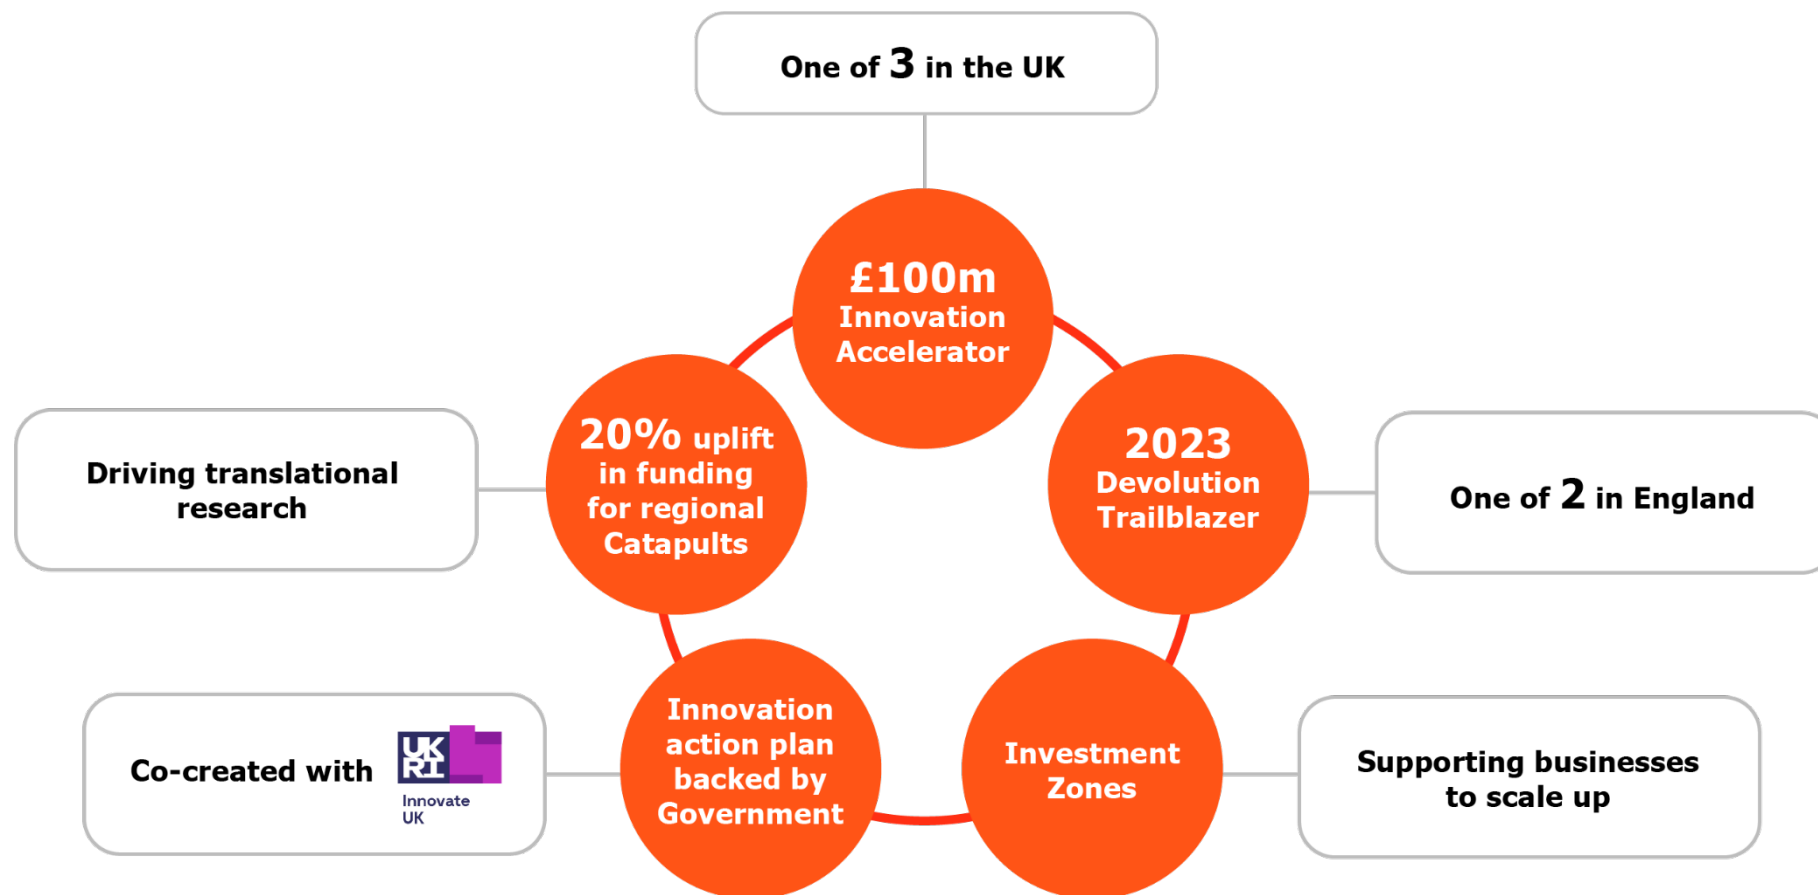 One of 3 in the UK
£100m
Innovation
Accelerator
20% uplift
in funding
for regional
Catapults
Driving translational
research
2023
Devolution
Trailblazer
One of 2 in England
Innovation
action plan
backed by
Government
Co-created with
UK
RI
Innovate
UK
Investment
Zones
Supporting businesses
to scale up